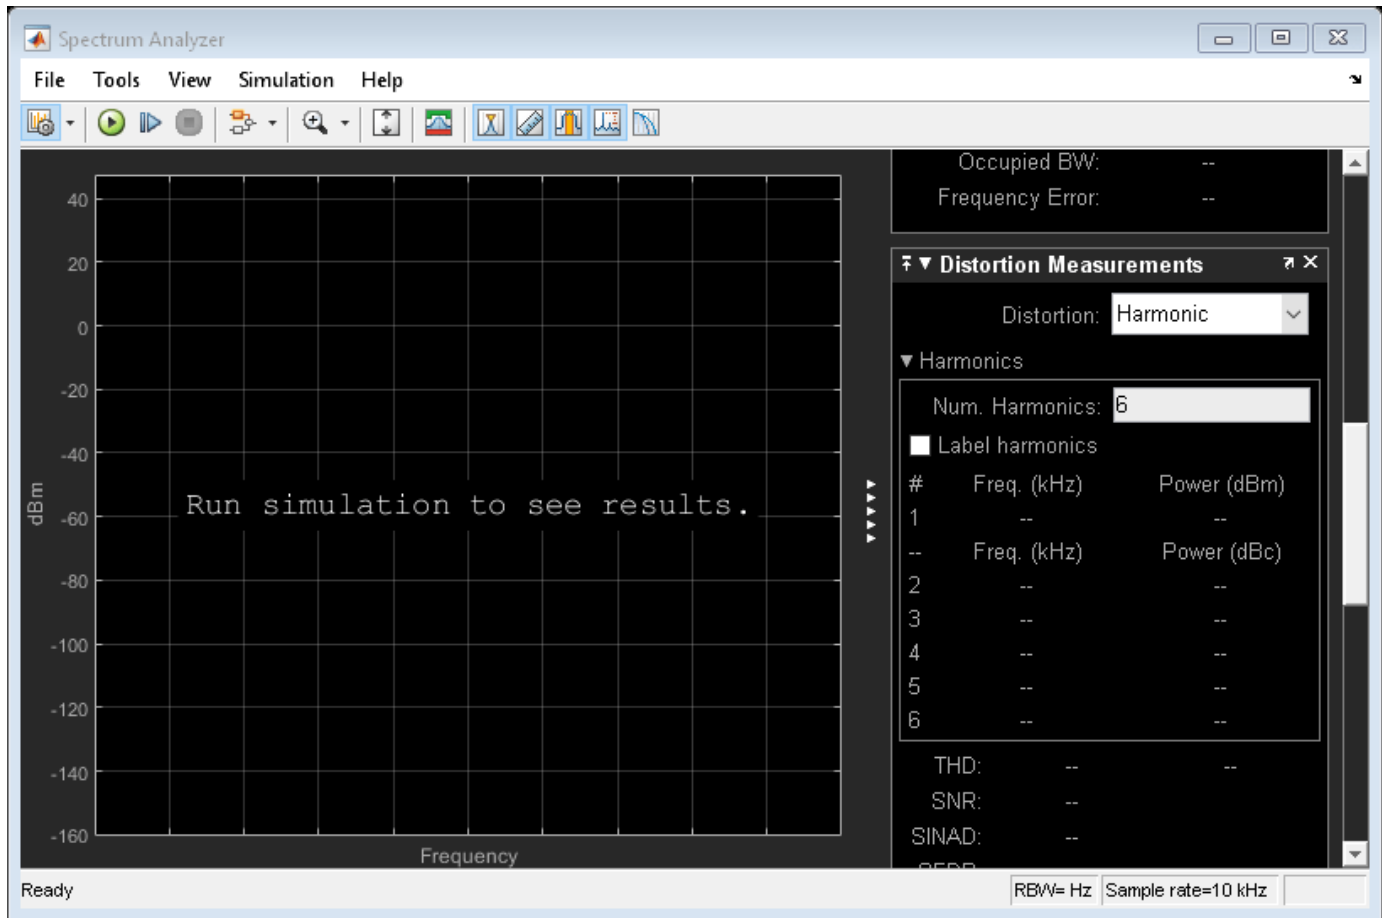 Spectrum Analyzer
File Tools View Simulation Help
40
20
0
-20
-40
-60
-80
-100
-120
-140
-160
dBm
Run simulation to see results.
Frequency
Occupied BW: --
Frequency Error: --
Distortion Measurements
Distortion: Harmonic
Harmonics
Num. Harmonics: 6
Label harmonics
# Freq. (kHz) Power (dBm)
1 -- --
-- Freq. (kHz) Power (dBc)
2 -- --
3 -- --
4 -- --
5 -- --
6 -- --
THD: -- --
SNR: --
SINAD: --
Ready
RBW= Hz Sample rate=10 kHz